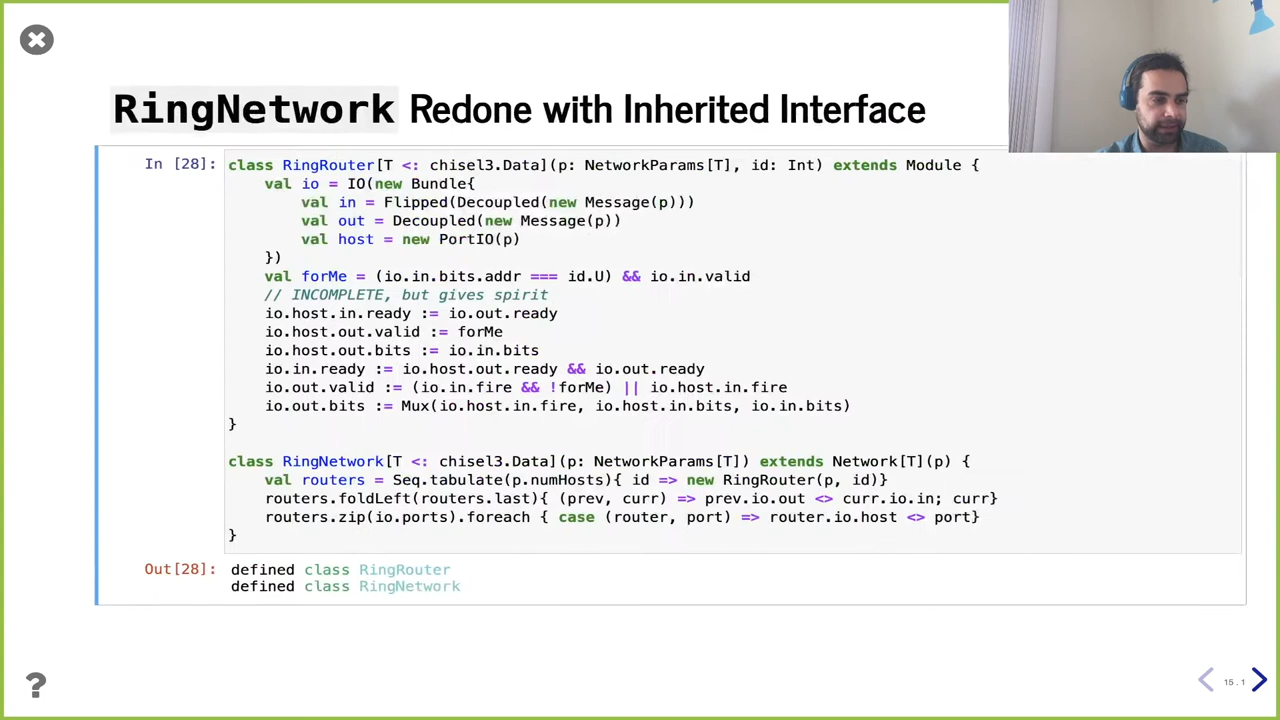 RingNetwork Redone with Inherited Interface
In [28]:
class RingRouter[T <: chisel3.Data](p: NetworkParams[T], id: Int) extends Module {
    val io = IO(new Bundle{
        val in = Flipped(Decoupled(new Message(p)))
        val out = Decoupled(new Message(p))
        val host = new PortIO(p)
    })
    val forMe = (io.in.bits.addr === id.U) && io.in.valid
    // INCOMPLETE, but gives spirit
    io.host.in.ready := io.out.ready
    io.host.out.valid := forMe
    io.host.out.bits := io.in.bits
    io.in.ready := io.host.out.ready && io.out.ready
    io.out.valid := (io.in.fire && !forMe) || io.host.in.fire
    io.out.bits := Mux(io.host.in.fire, io.host.in.bits, io.in.bits)
}
class RingNetwork[T <: chisel3.Data](p: NetworkParams[T]) extends Network[T](p) {
    val routers = Seq.tabulate(p.numHosts){ id => new RingRouter(p, id)}
    routers.foldLeft(routers.last){ (prev, curr) => prev.io.out <> curr.io.in; curr}
    routers.zip(io.ports).foreach { case (router, port) => router.io.host <> port}
}
Out[28]:
defined class RingRouter
defined class RingNetwork
?
15.1